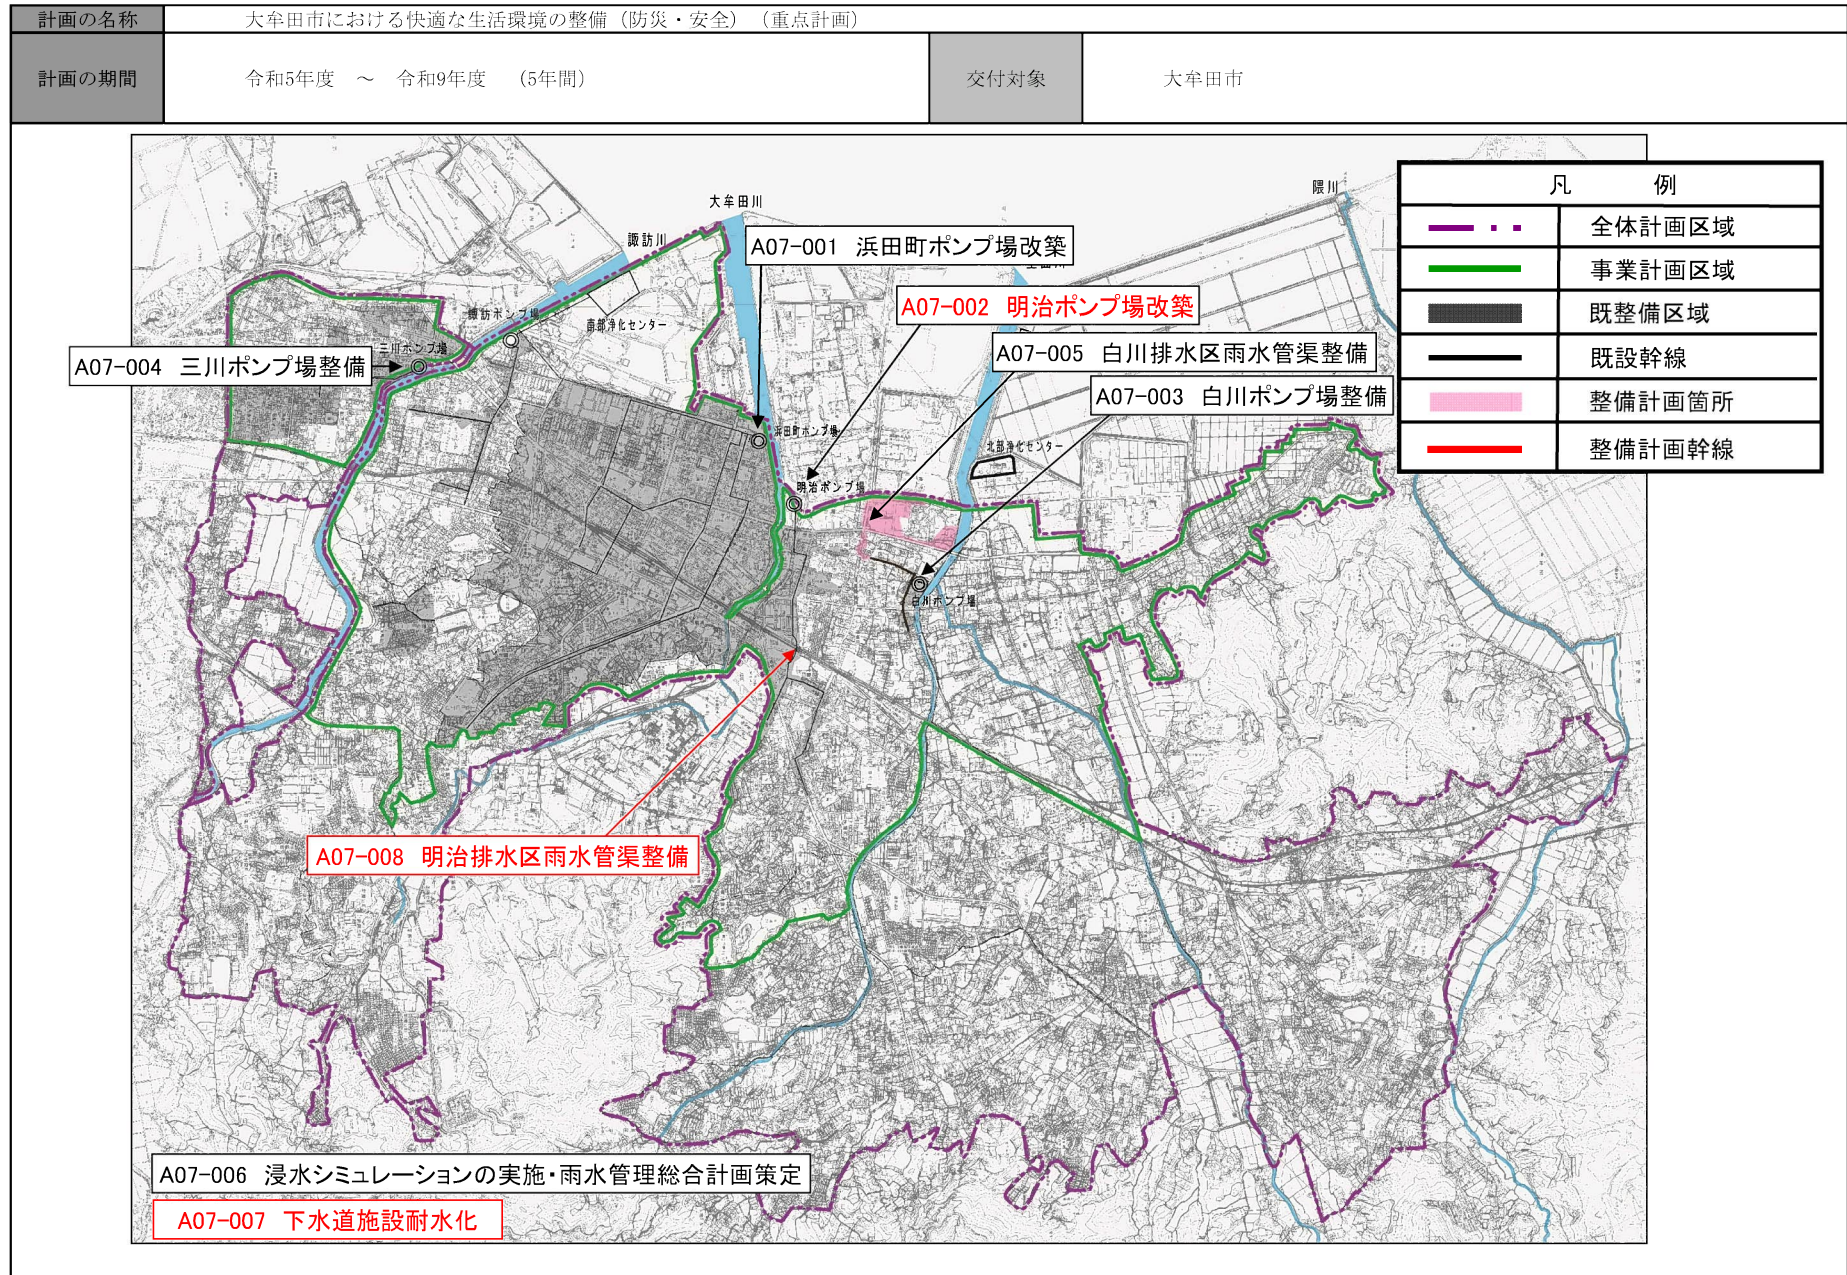 計画の名称
大牟田市における快適な生活環境の整備（防災・安全）（重点計画）
計画の期間
令和5年度　～　令和9年度　（5年間）
交付対象
大牟田市
凡　例
全体計画区域
事業計画区域
既整備区域
既設幹線
整備計画箇所
整備計画幹線
隈川
大牟田川
諏訪川
A07-001 浜田町ポンプ場改築
A07-002 明治ポンプ場改築
A07-005 白川排水区雨水管渠整備
A07-003 白川ポンプ場整備
A07-004 三川ポンプ場整備
諏訪ポンプ場
南部浄化センター
三川ポンプ場
浜田町ポンプ場
北部浄化センター
明治ポンプ場
白川ポンプ場
A07-008 明治排水区雨水管渠整備
A07-006 浸水シミュレーションの実施・雨水管理総合計画策定
A07-007 下水道施設耐水化